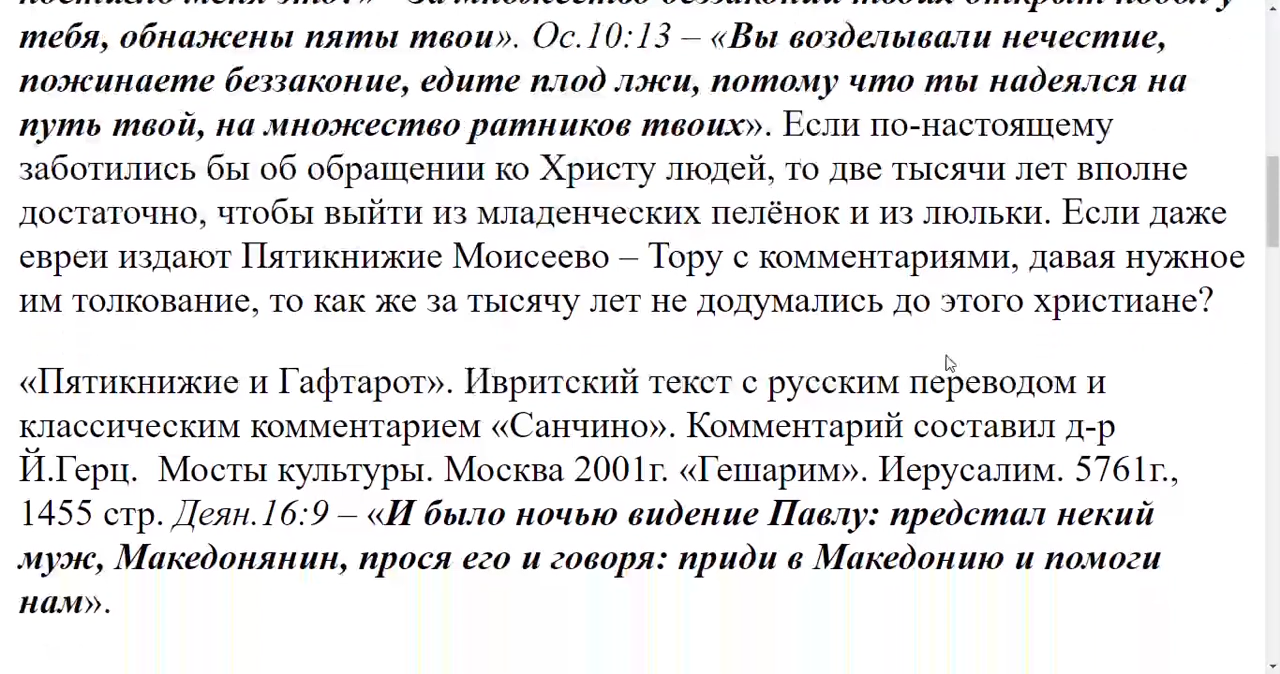 тебя, обнажены пяты твои». Ос.10:13 – «Вы возделывали нечестие,
пожинаете беззаконие, едите плод лжи, потому что ты надеялся на
путь твой, на множество ратников твоих». Если по-настоящему
заботились бы об обращении ко Христу людей, то две тысячи лет вполне
достаточно, чтобы выйти из младенческих пелёнок и из люльки. Если даже
евреи издают Пятикнижие Моисеево – Тору с комментариями, давая нужное
им толкование, то как же за тысячу лет не додумались до этого христиане?
«Пятикнижие и Гафтарот». Ивритский текст с русским переводом и
классическим комментарием «Санчино». Комментарий составил д-р
Й.Герц. Мосты культуры. Москва 2001г. «Гешарим». Иерусалим. 5761г.,
1455 стр. Деян.16:9 – «И было ночью видение Павлу: предстал некий
муж, Македонянин, прося его и говоря: приди в Македонию и помоги
нам».